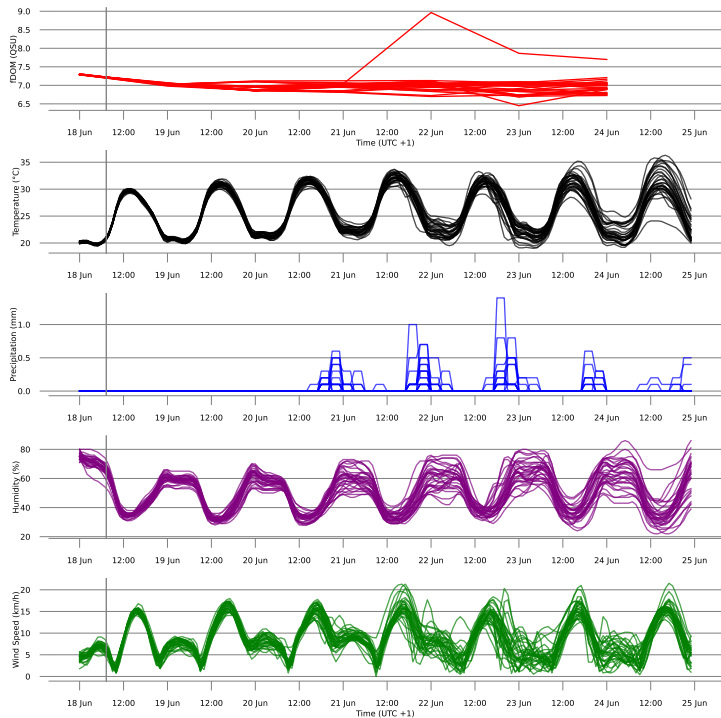 9.0
8.5
8.0
7.5
7.0
6.5
fDOM (QSU)
18 Jun 12:00 19 Jun 12:00 20 Jun 12:00 21 Jun 12:00 22 Jun 12:00 23 Jun 12:00 24 Jun 12:00 25 Jun
Time (UTC +1)
35
30
25
20
Temperature (°C)
18 Jun 12:00 19 Jun 12:00 20 Jun 12:00 21 Jun 12:00 22 Jun 12:00 23 Jun 12:00 24 Jun 12:00 25 Jun
1.0
0.5
0.0
Precipitation (mm)
18 Jun 12:00 19 Jun 12:00 20 Jun 12:00 21 Jun 12:00 22 Jun 12:00 23 Jun 12:00 24 Jun 12:00 25 Jun
80
60
40
20
Humidity (%)
18 Jun 12:00 19 Jun 12:00 20 Jun 12:00 21 Jun 12:00 22 Jun 12:00 23 Jun 12:00 24 Jun 12:00 25 Jun
20
15
10
5
0
Wind Speed (km/h)
18 Jun 12:00 19 Jun 12:00 20 Jun 12:00 21 Jun 12:00 22 Jun 12:00 23 Jun 12:00 24 Jun 12:00 25 Jun
Time (UTC +1)